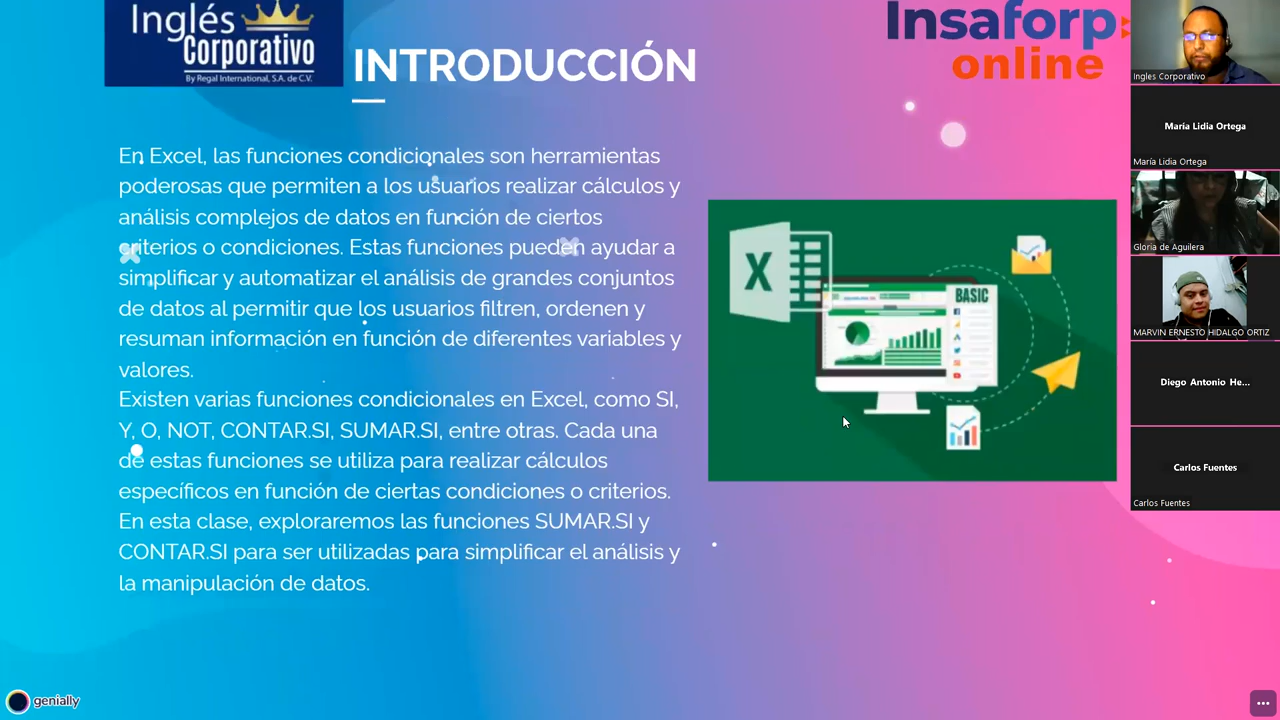 Inglés
Corporativo
By Regal International, S.A. de C.V.
INTRODUCCIÓN
Insaforp
online
En Excel, las funciones condicionales son herramientas
poderosas que permiten a los usuarios realizar cálculos y
análisis complejos de datos en función de ciertos
criterios o condiciones. Estas funciones pueden ayudar a
simplificar y automatizar el análisis de grandes conjuntos
de datos al permitir que los usuarios filtren, ordenen y
resuman información en función de diferentes variables y
valores.
Existen varias funciones condicionales en Excel, como SI,
Y, O, NOT, CONTAR.SI, SUMAR.SI, entre otras. Cada una
de estas funciones se utiliza para realizar cálculos
específicos en función de ciertas condiciones o criterios.
En esta clase, exploraremos las funciones SUMAR.SI y
CONTAR.SI para ser utilizadas para simplificar el análisis y
la manipulación de datos.
X
BASIC
Ingles Corporativo
María Lidia Ortega
María Lidia Ortega
Gloria de Aguilera
MARVIN ERNESTO HIDALGO ORTIZ
Diego Antonio He...
Carlos Fuentes
Carlos Fuentes
genially